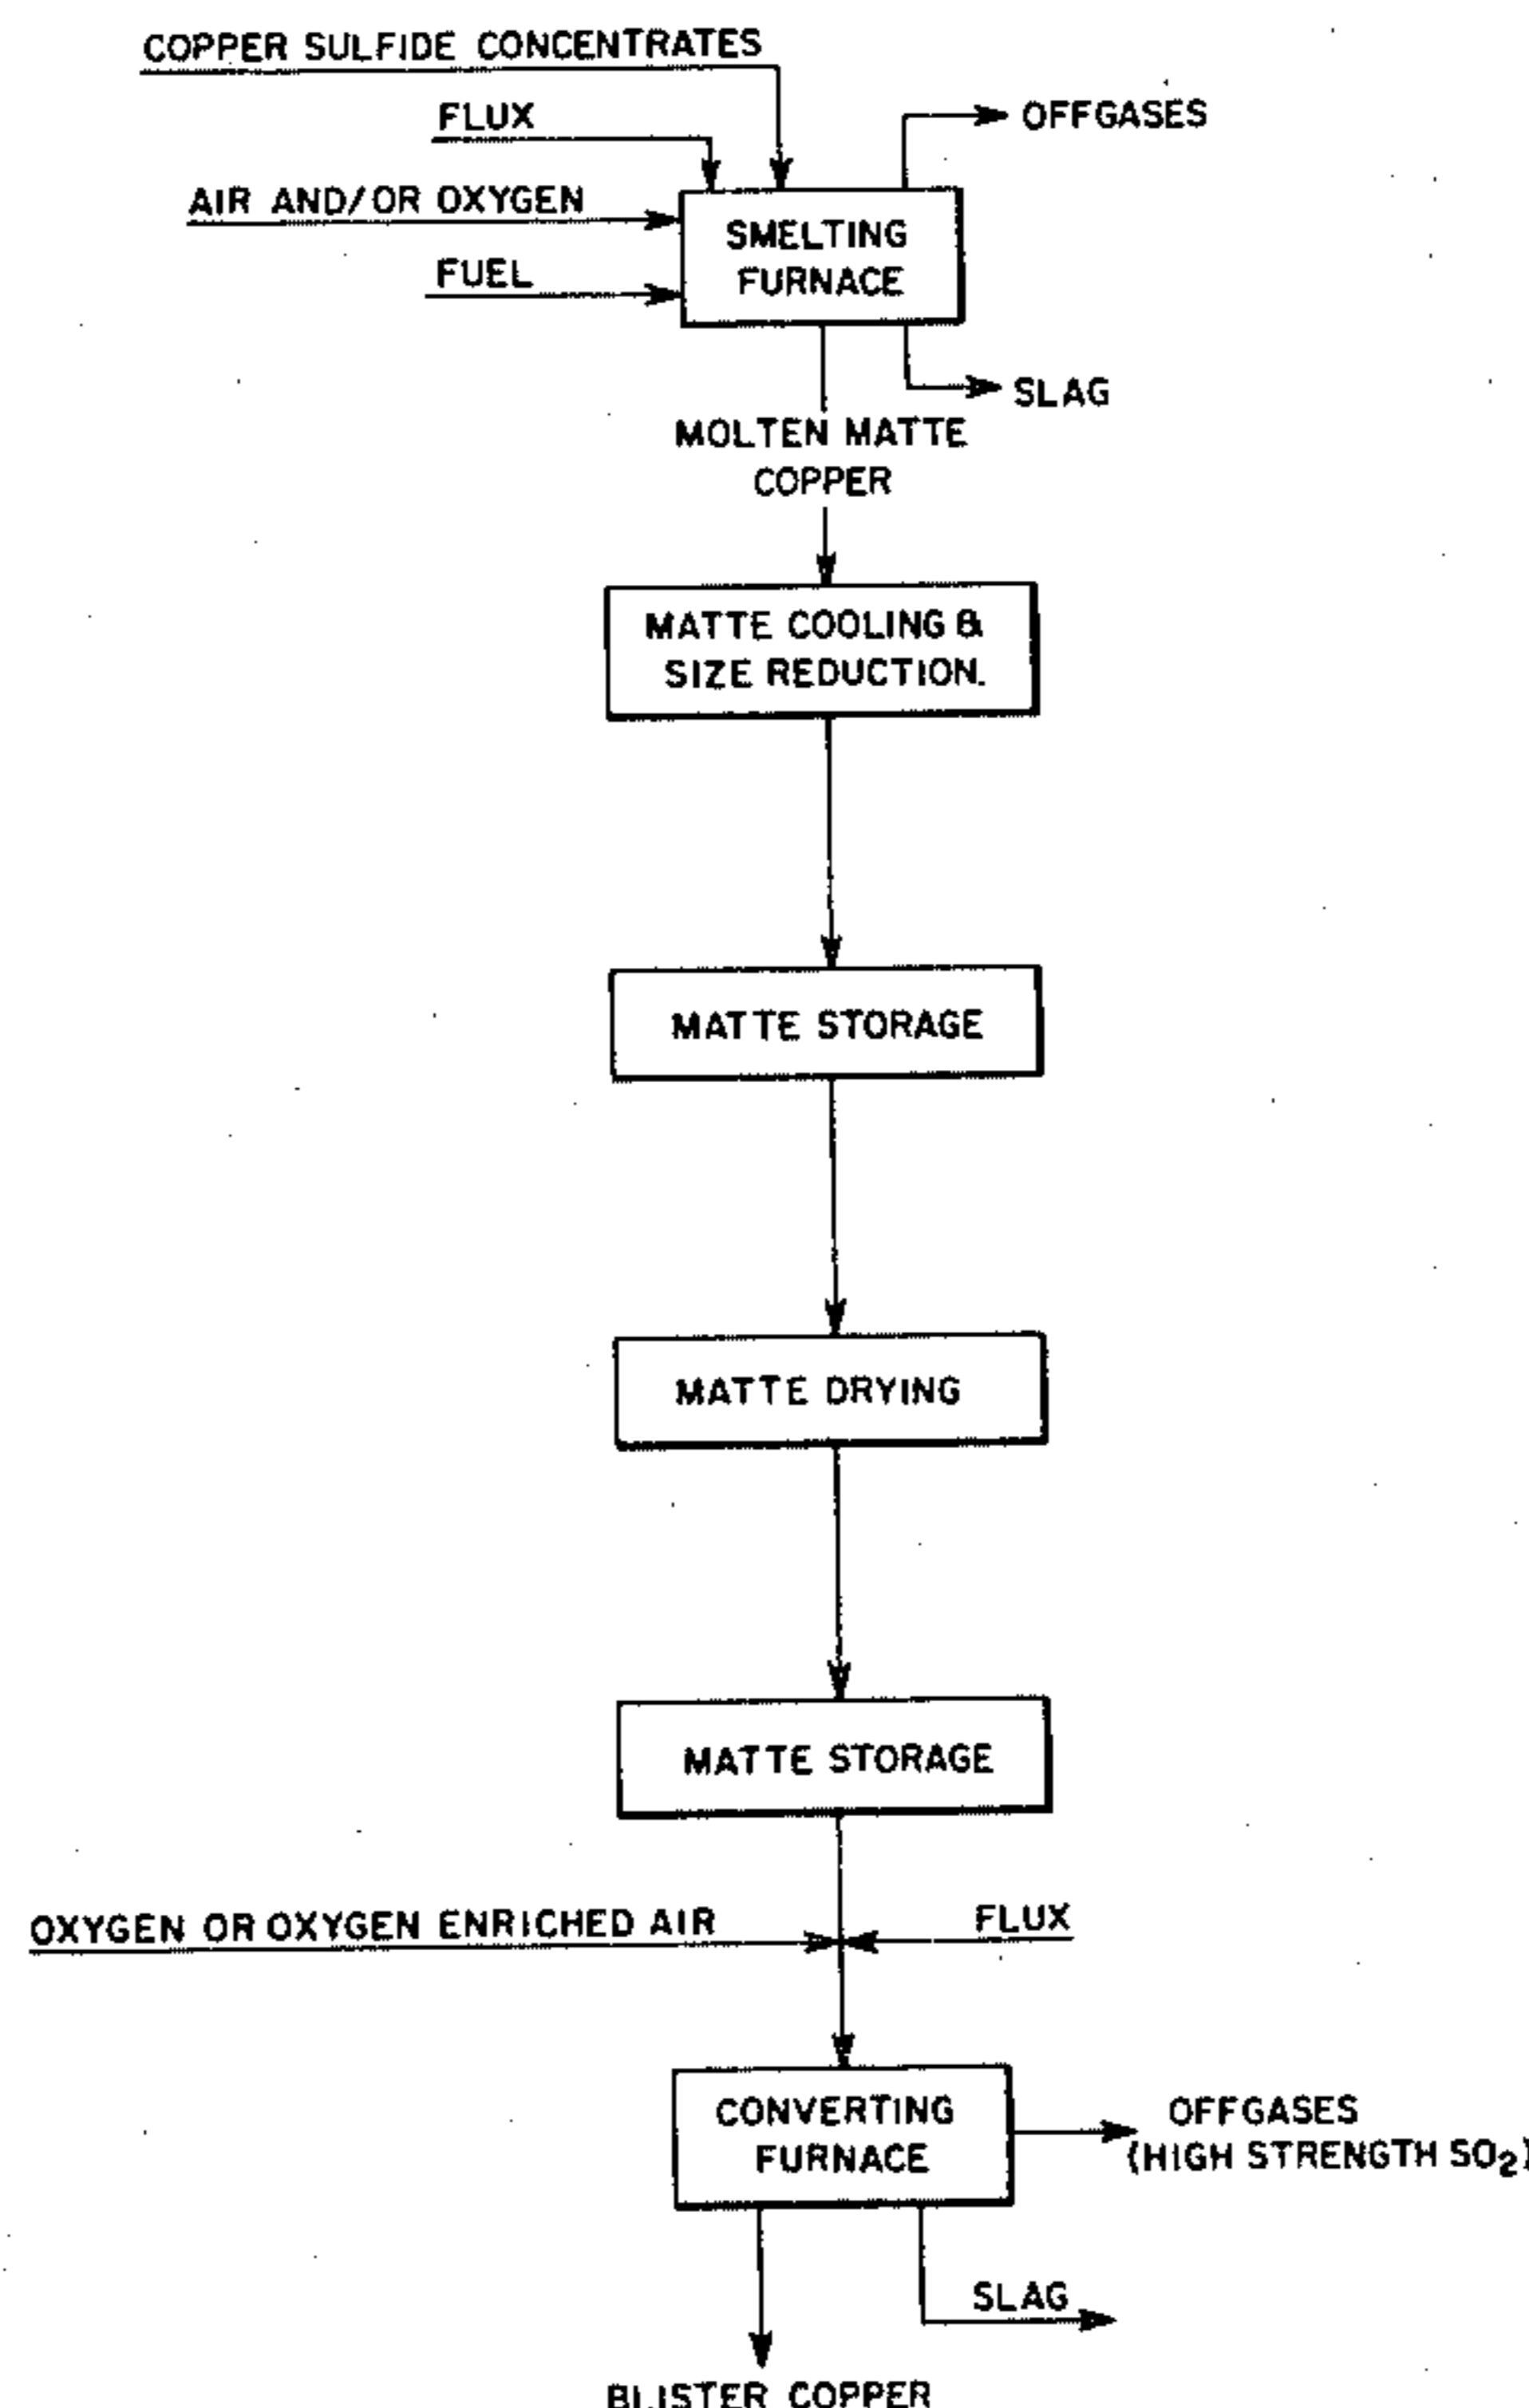 COPPER SULFIDE CONCENTRATES
FLUX
OFFGASES
AIR AND/OR OXYGEN
SMELTING
FURNACE
FUEL
SLAG
MOLTEN MATTE
COPPER
MATTE COOLING &
SIZE REDUCTION.
MATTE STORAGE
MATTE DRYING
MATTE STORAGE
OXYGEN OR OXYGEN ENRICHED AIR
FLUX
CONVERTING
FURNACE
OFFGASES
(HIGH STRENGTH SO₂)
SLAG
BLISTER COPPER